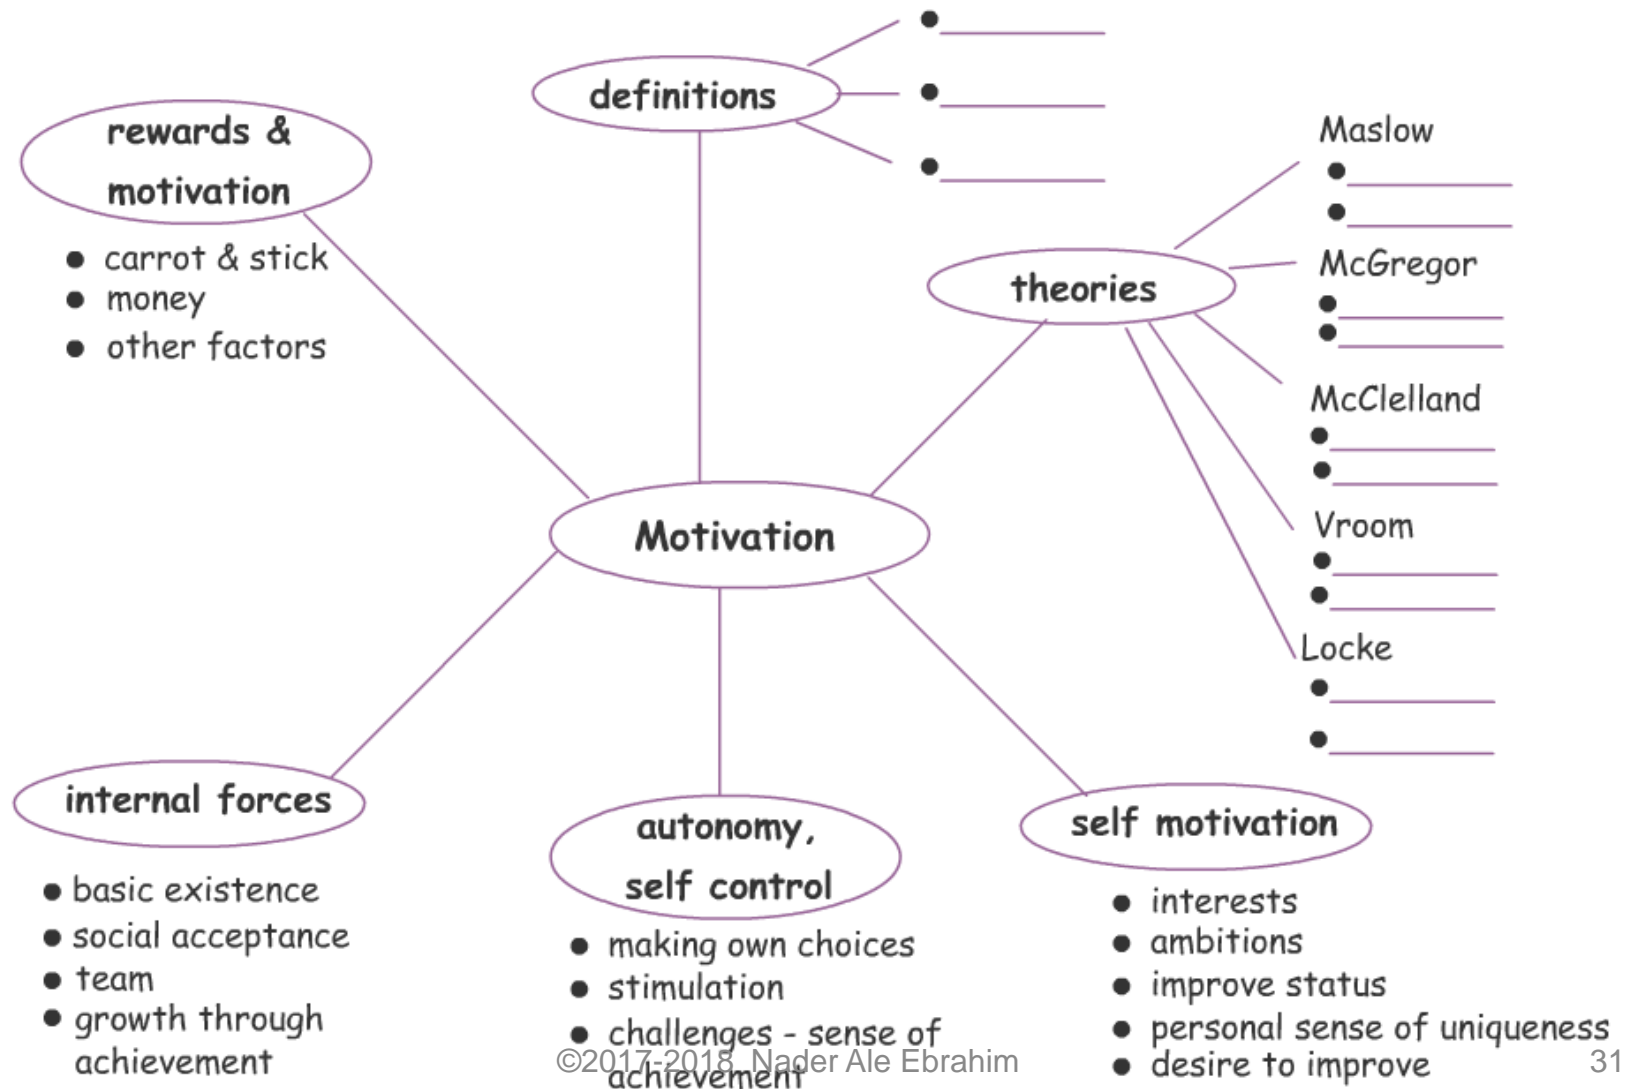 definitions
rewards &
motivation
● carrot & stick
● money
● other factors
theories
Maslow
McGregor
McClelland
Vroom
Locke
Motivation
internal forces
● basic existence
● social acceptance
● team
● growth through
achievement
autonomy,
self control
● making own choices
● stimulation
● challenges - sense of
achievement
self motivation
● interests
● ambitions
● improve status
● personal sense of uniqueness
● desire to improve
©2017-2018 Nader Ale Ebrahim
31